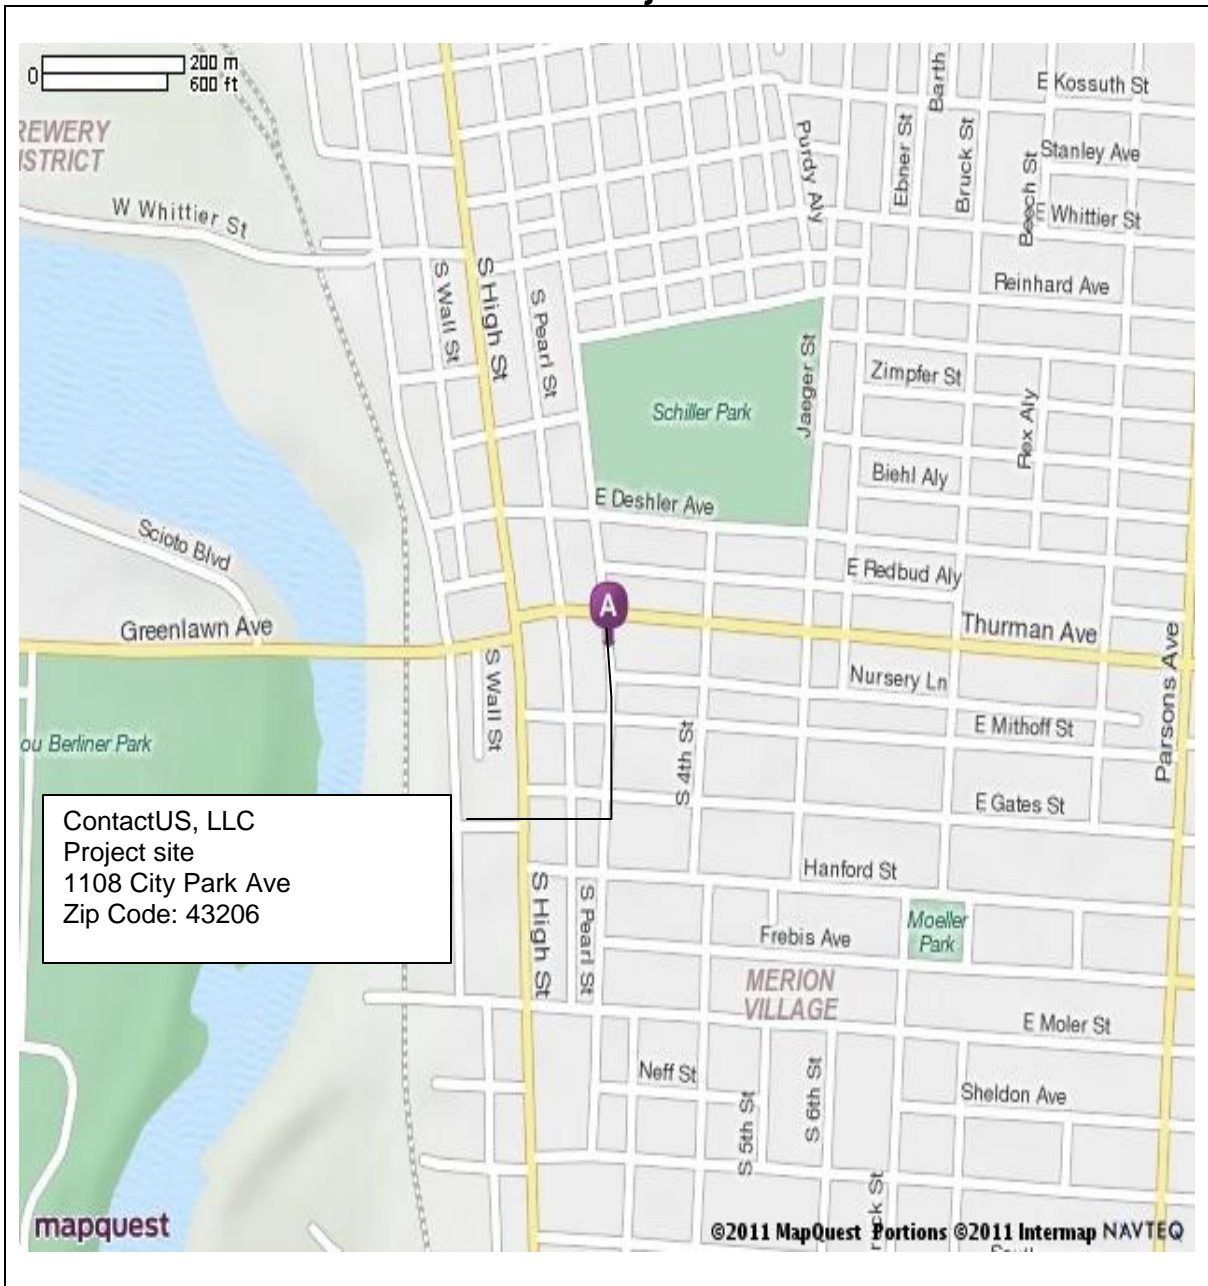 0
200 m
600 ft
E Kossuth St
Barth
Stanley Ave
REWERY
ISTRICT
Purdy Aly
Ebner St
Bruck St
Beech St
E Whittier St
W Whittier St
Reinhard Ave
S Wall St
S High St
S Pearl St
Jaeger St
Zimpfer St
Schiller Park
Rex Aly
Biehl Aly
E Deshler Ave
Scioto Blvd
E Redbud Aly
A
Greenlawn Ave
Thurman Ave
Parsons Ave
S Wall St
Nursery Ln
E Mithoff St
ou Berliner Park
S 4th St
E Gates St
ContactUS, LLC
Project site
1108 City Park Ave
Zip Code: 43206
Hanford St
S High St
S Pearl St
Moeller
Park
Frebis Ave
MERION
VILLAGE
E Moler St
Neff St
S 5th St
S 6th St
Sheldon Ave
mapquest
©2011 MapQuest Portions ©2011 Intermap NAVTEQ